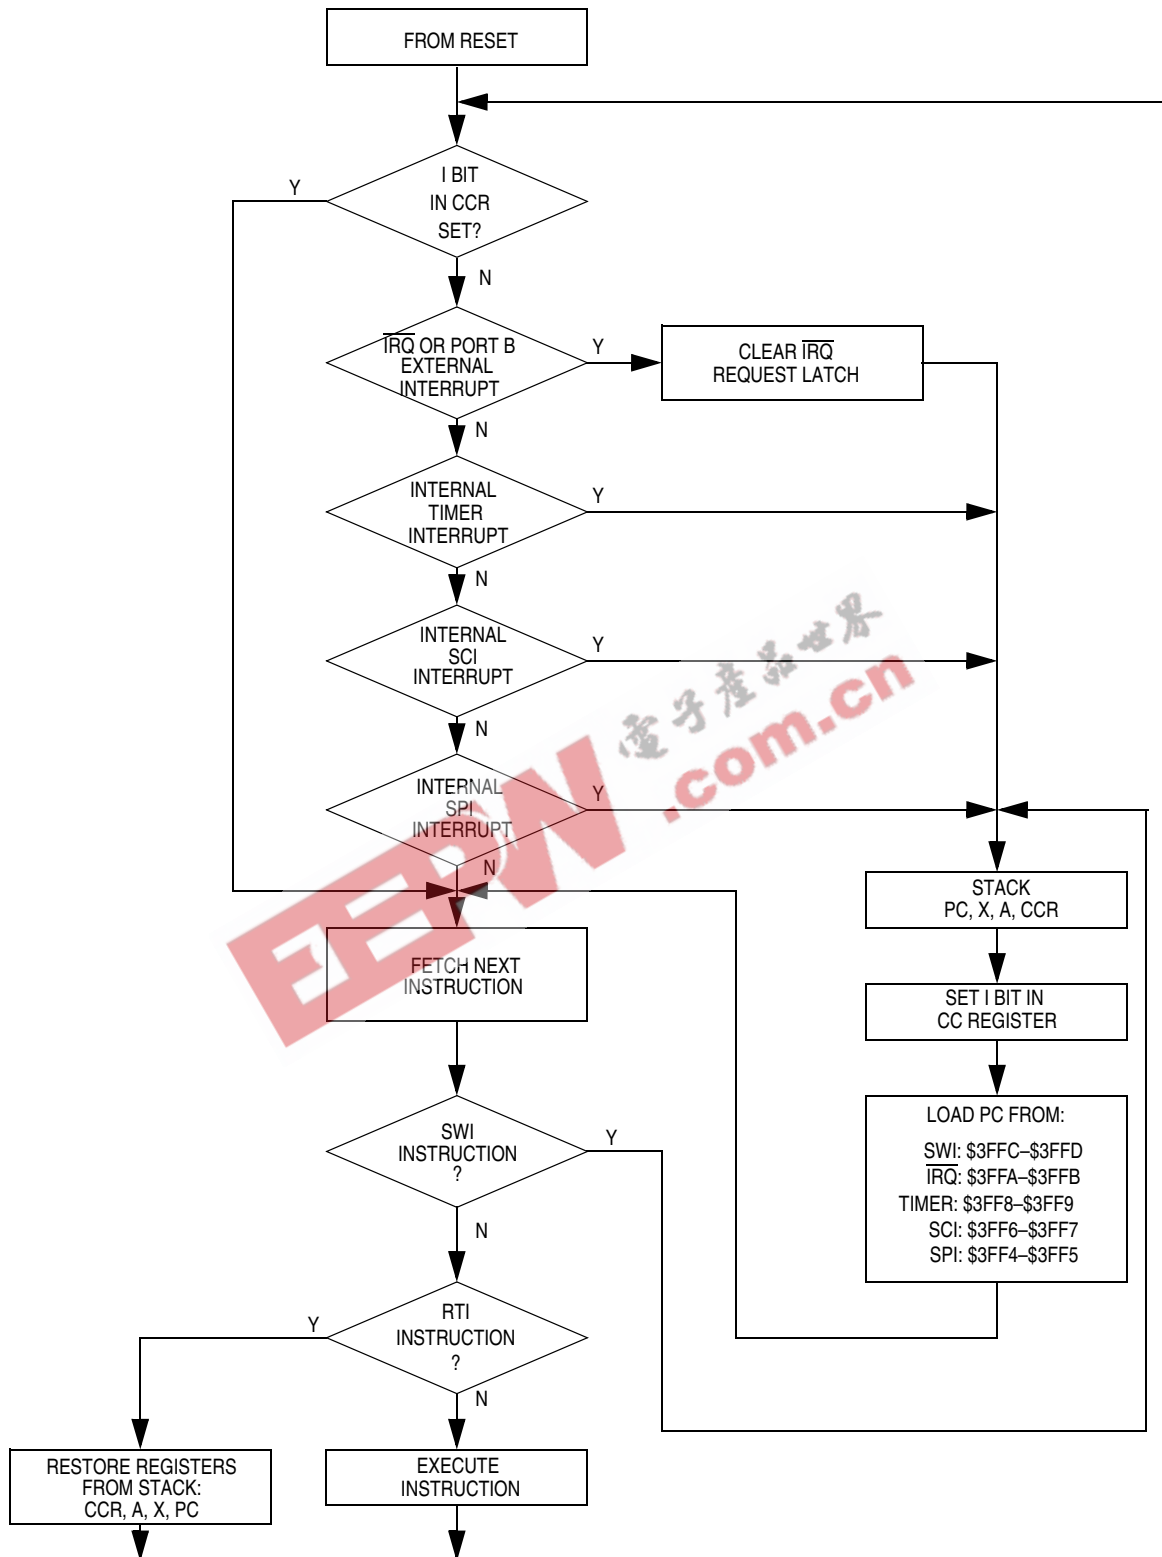 FROM RESET
I BIT
IN CCR
SET?
Y
N
IRQ OR PORT B
EXTERNAL
INTERRUPT
Y
CLEAR IRQ
REQUEST LATCH
N
INTERNAL
TIMER
INTERRUPT
Y
N
INTERNAL
SCI
INTERRUPT
Y
N
INTERNAL
SPI
INTERRUPT
Y
N
EEPW
電子產品世界
.com.cn
STACK
PC, X, A, CCR
FETCH NEXT
INSTRUCTION
SET I BIT IN
CC REGISTER
LOAD PC FROM:
SWI: $3FFC–$3FFD
IRQ: $3FFA–$3FFB
TIMER: $3FF8–$3FF9
SCI: $3FF6–$3FF7
SPI: $3FF4–$3FF5
SWI
INSTRUCTION
?
Y
N
RTI
INSTRUCTION
?
Y
N
RESTORE REGISTERS
FROM STACK:
CCR, A, X, PC
EXECUTE
INSTRUCTION